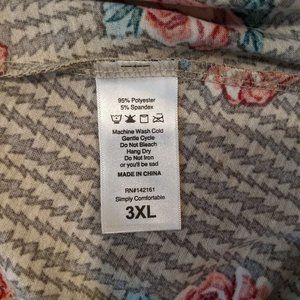 95% Polyester
5% Spandex
Machine Wash Cold
Gentle Cycle
Do Not Bleach
Hang Dry
Do Not Iron
or you'll be sad
MADE IN CHINA
RN#142161
Simply Comfortable
3XL